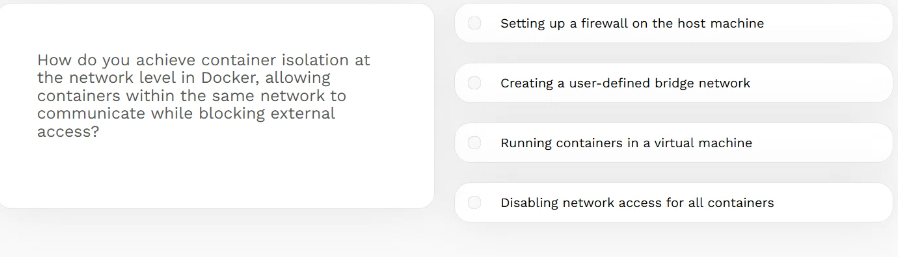 How do you achieve container isolation at
the network level in Docker, allowing
containers within the same network to
communicate while blocking external
access?
Setting up a firewall on the host machine
Creating a user-defined bridge network
Running containers in a virtual machine
Disabling network access for all containers